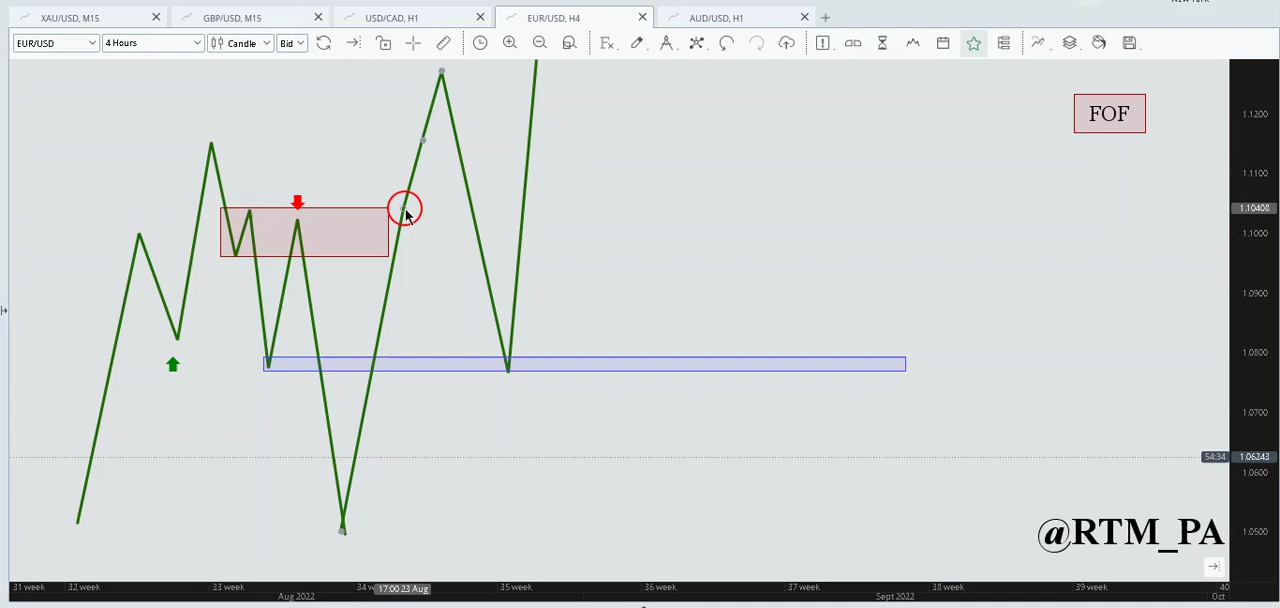 XAU/USD, M15
GBP/USD, M15
USD/CAD, H1
EUR/USD, H4
AUD/USD, H1
EUR/USD
4 Hours
Candle
Bid
FOF
1.1200
1.1100
1.10408
1.1000
1.0900
1.0800
1.0700
54:34
1.06243
1.0600
1.0500
@RTM_PA
31 week
32 week
33 week
34 w
17:00 23 Aug
35 week
36 week
37 week
38 week
39 week
40
Aug 2022
Sept 2022
Oct